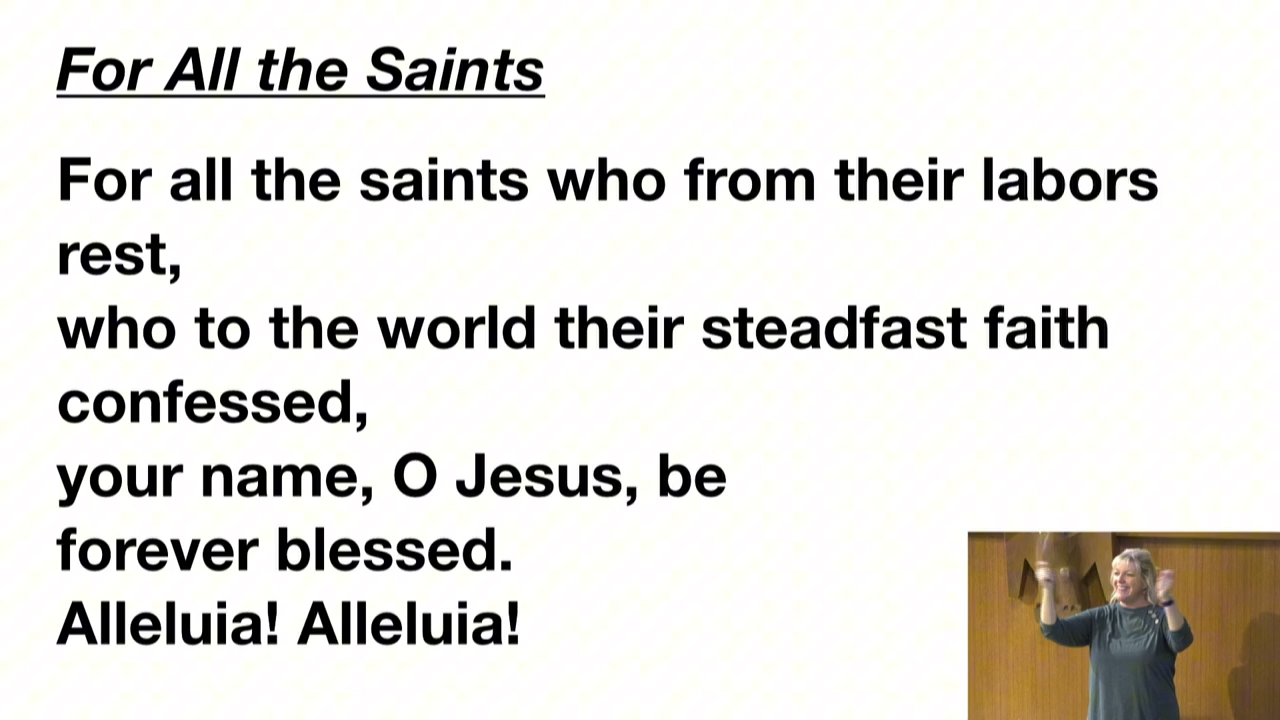 For All the Saints
For all the saints who from their labors
rest,
who to the world their steadfast faith
confessed,
your name, O Jesus, be
forever blessed.
Alleluia! Alleluia!